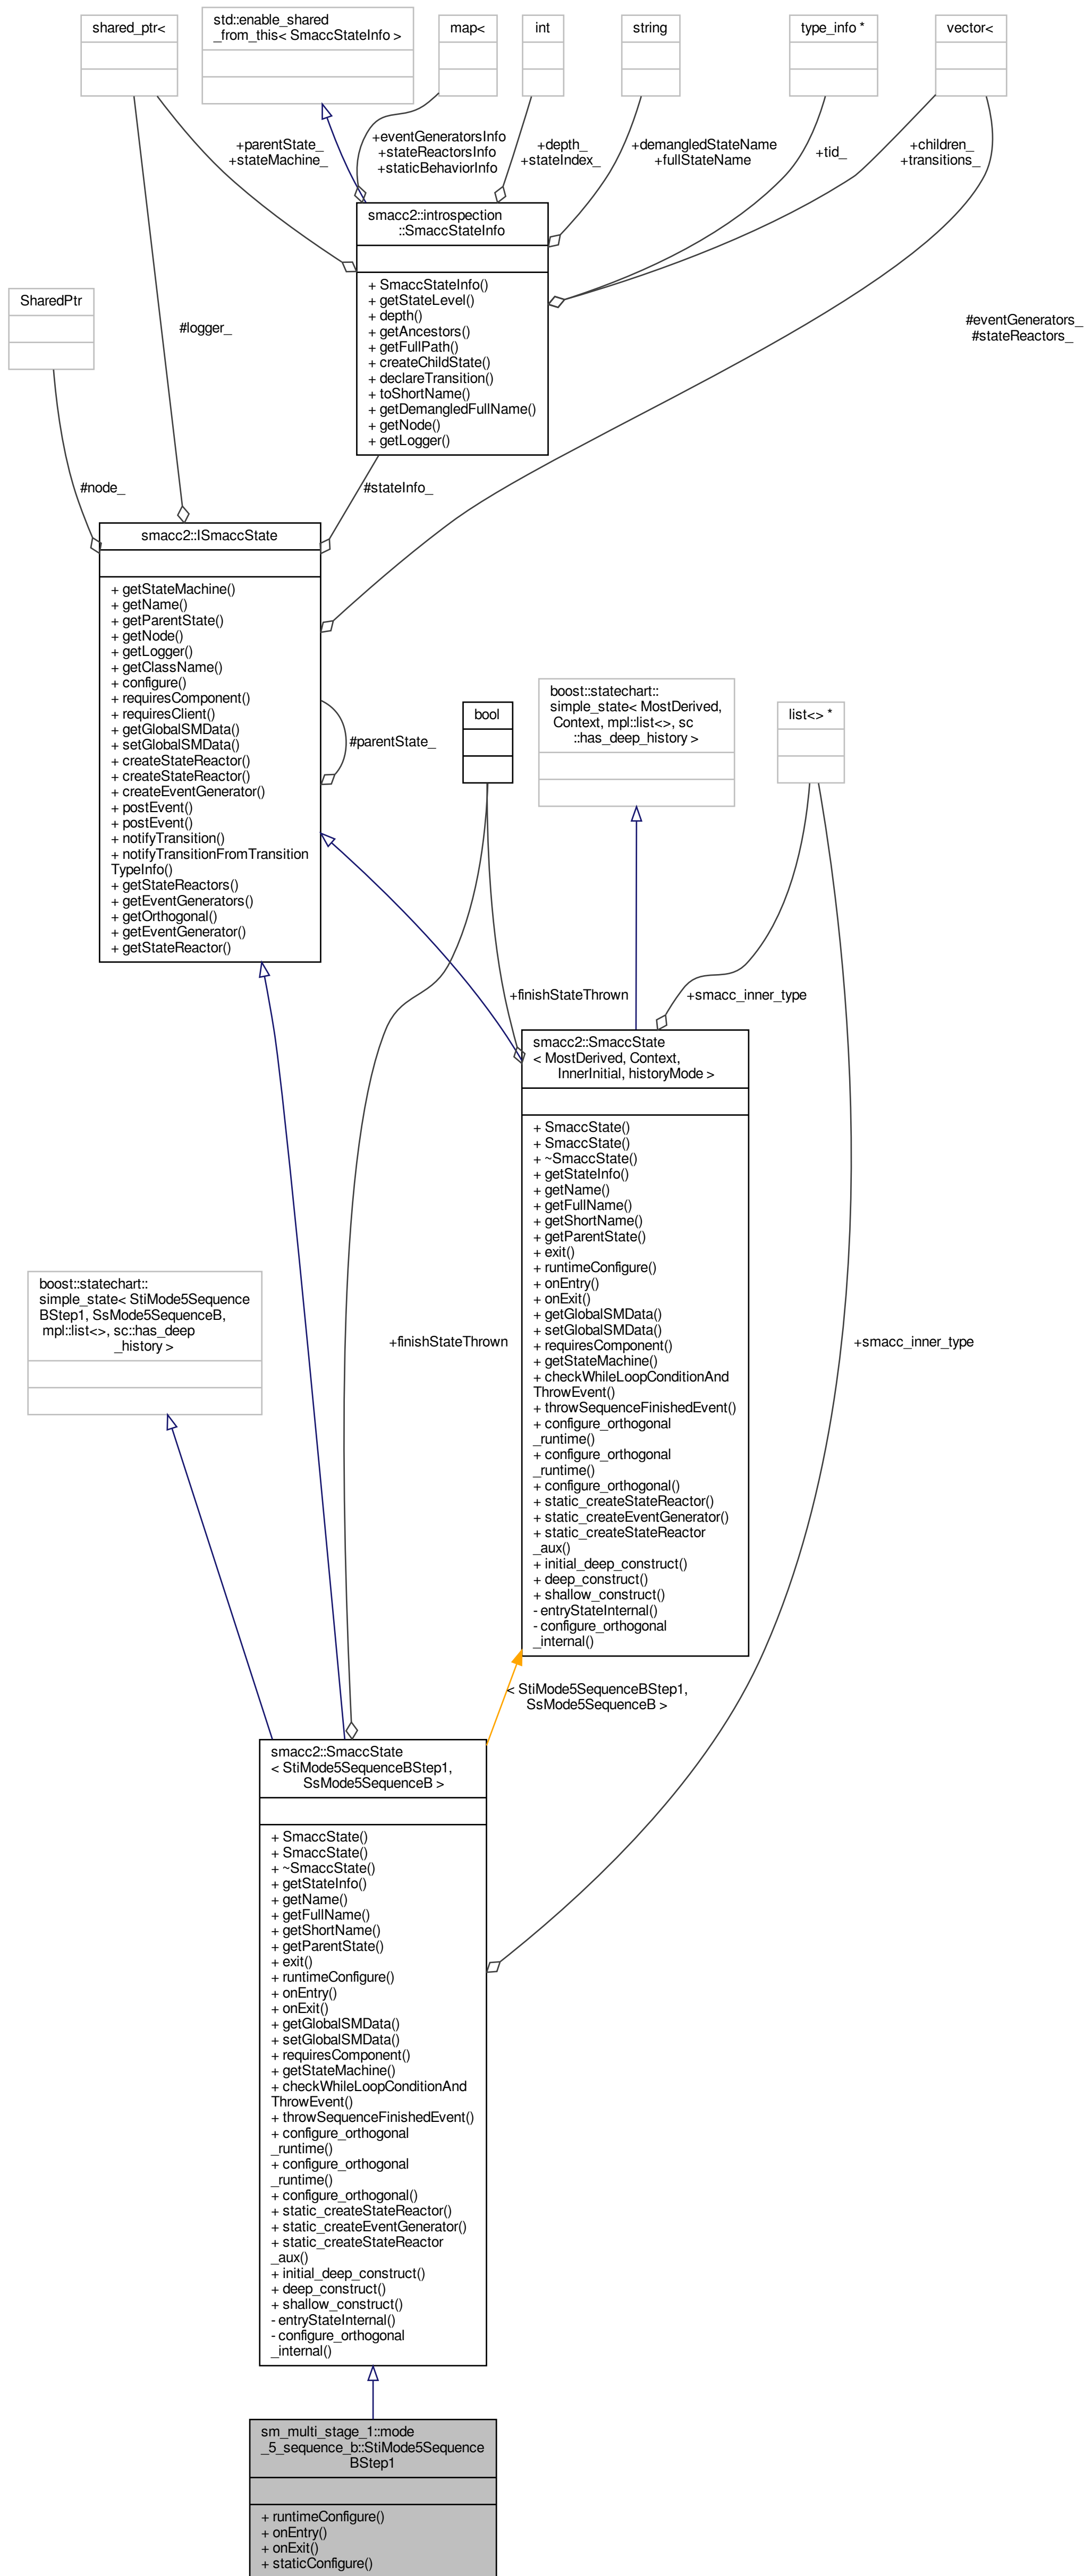 shared_ptr<
std::enable_shared
_from_this< SmaccStateInfo >
map<
int
string
type_info *
vector<
+parentState_
+stateMachine_
+eventGeneratorsInfo
+stateReactorsInfo
+staticBehaviorInfo
+depth_
+stateIndex_
+demangledStateName
+fullStateName
+tid_
+children_
+transitions_
smacc2::introspection
::SmaccStateInfo
+ SmaccStateInfo()
+ getStateLevel()
+ depth()
+ getAncestors()
+ getFullPath()
+ createChildState()
+ declareTransition()
+ toShortName()
+ getDemangledFullName()
+ getNode()
+ getLogger()
SharedPtr
#logger_
#eventGenerators_
#stateReactors_
#node_
#stateInfo_
smacc2::ISmaccState
+ getStateMachine()
+ getName()
+ getParentState()
+ getNode()
+ getLogger()
+ getClassName()
+ configure()
+ requiresComponent()
+ requiresClient()
+ getGlobalSMData()
+ setGlobalSMData()
+ createStateReactor()
+ createStateReactor()
+ createEventGenerator()
+ postEvent()
+ postEvent()
+ notifyTransition()
+ notifyTransitionFromTransition
TypeInfo()
+ getStateReactors()
+ getEventGenerators()
+ getOrthogonal()
+ getEventGenerator()
+ getStateReactor()
#parentState_
bool
boost::statechart::
simple_state< MostDerived,
Context, mpl::list<>, sc
::has_deep_history >
list<> *
+finishStateThrown
+smacc_inner_type
smacc2::SmaccState
< MostDerived, Context,
InnerInitial, historyMode >
+ SmaccState()
+ SmaccState()
+ ~SmaccState()
+ getStateInfo()
+ getName()
+ getFullName()
+ getShortName()
+ getParentState()
+ exit()
+ runtimeConfigure()
+ onEntry()
+ onExit()
+ getGlobalSMData()
+ setGlobalSMData()
+ requiresComponent()
+ getStateMachine()
+ checkWhileLoopConditionAnd
ThrowEvent()
+ throwSequenceFinishedEvent()
+ configure_orthogonal
_runtime()
+ configure_orthogonal
_runtime()
+ configure_orthogonal()
+ static_createStateReactor()
+ static_createEventGenerator()
+ static_createStateReactor
_aux()
+ initial_deep_construct()
+ deep_construct()
+ shallow_construct()
- entryStateInternal()
- configure_orthogonal
_internal()
boost::statechart::
simple_state< StiMode5Sequence
BStep1, SsMode5SequenceB,
mpl::list<>, sc::has_deep
_history >
+finishStateThrown
+smacc_inner_type
< StiMode5SequenceBStep1,
SsMode5SequenceB >
smacc2::SmaccState
< StiMode5SequenceBStep1,
SsMode5SequenceB >
+ SmaccState()
+ SmaccState()
+ ~SmaccState()
+ getStateInfo()
+ getName()
+ getFullName()
+ getShortName()
+ getParentState()
+ exit()
+ runtimeConfigure()
+ onEntry()
+ onExit()
+ getGlobalSMData()
+ setGlobalSMData()
+ requiresComponent()
+ getStateMachine()
+ checkWhileLoopConditionAnd
ThrowEvent()
+ throwSequenceFinishedEvent()
+ configure_orthogonal
_runtime()
+ configure_orthogonal
_runtime()
+ configure_orthogonal()
+ static_createStateReactor()
+ static_createEventGenerator()
+ static_createStateReactor
_aux()
+ initial_deep_construct()
+ deep_construct()
+ shallow_construct()
- entryStateInternal()
- configure_orthogonal
_internal()
sm_multi_stage_1::mode
_5_sequence_b::StiMode5Sequence
BStep1
+ runtimeConfigure()
+ onEntry()
+ onExit()
+ staticConfigure()